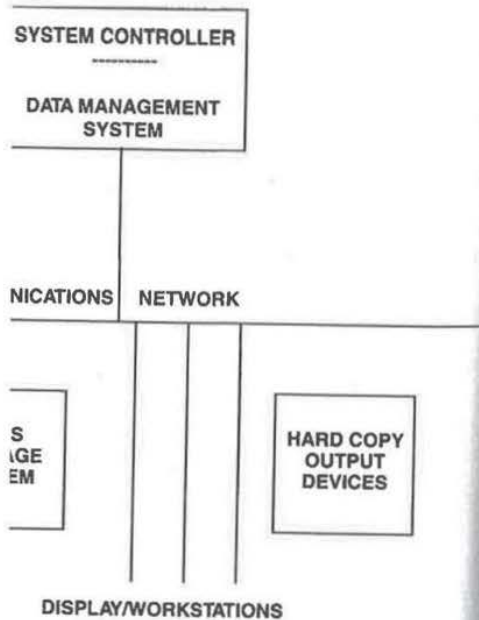 SYSTEM CONTROLLER
----------
DATA MANAGEMENT
SYSTEM
NICATIONS NETWORK
S
AGE
EM
HARD COPY
OUTPUT
DEVICES
DISPLAY/WORKSTATIONS